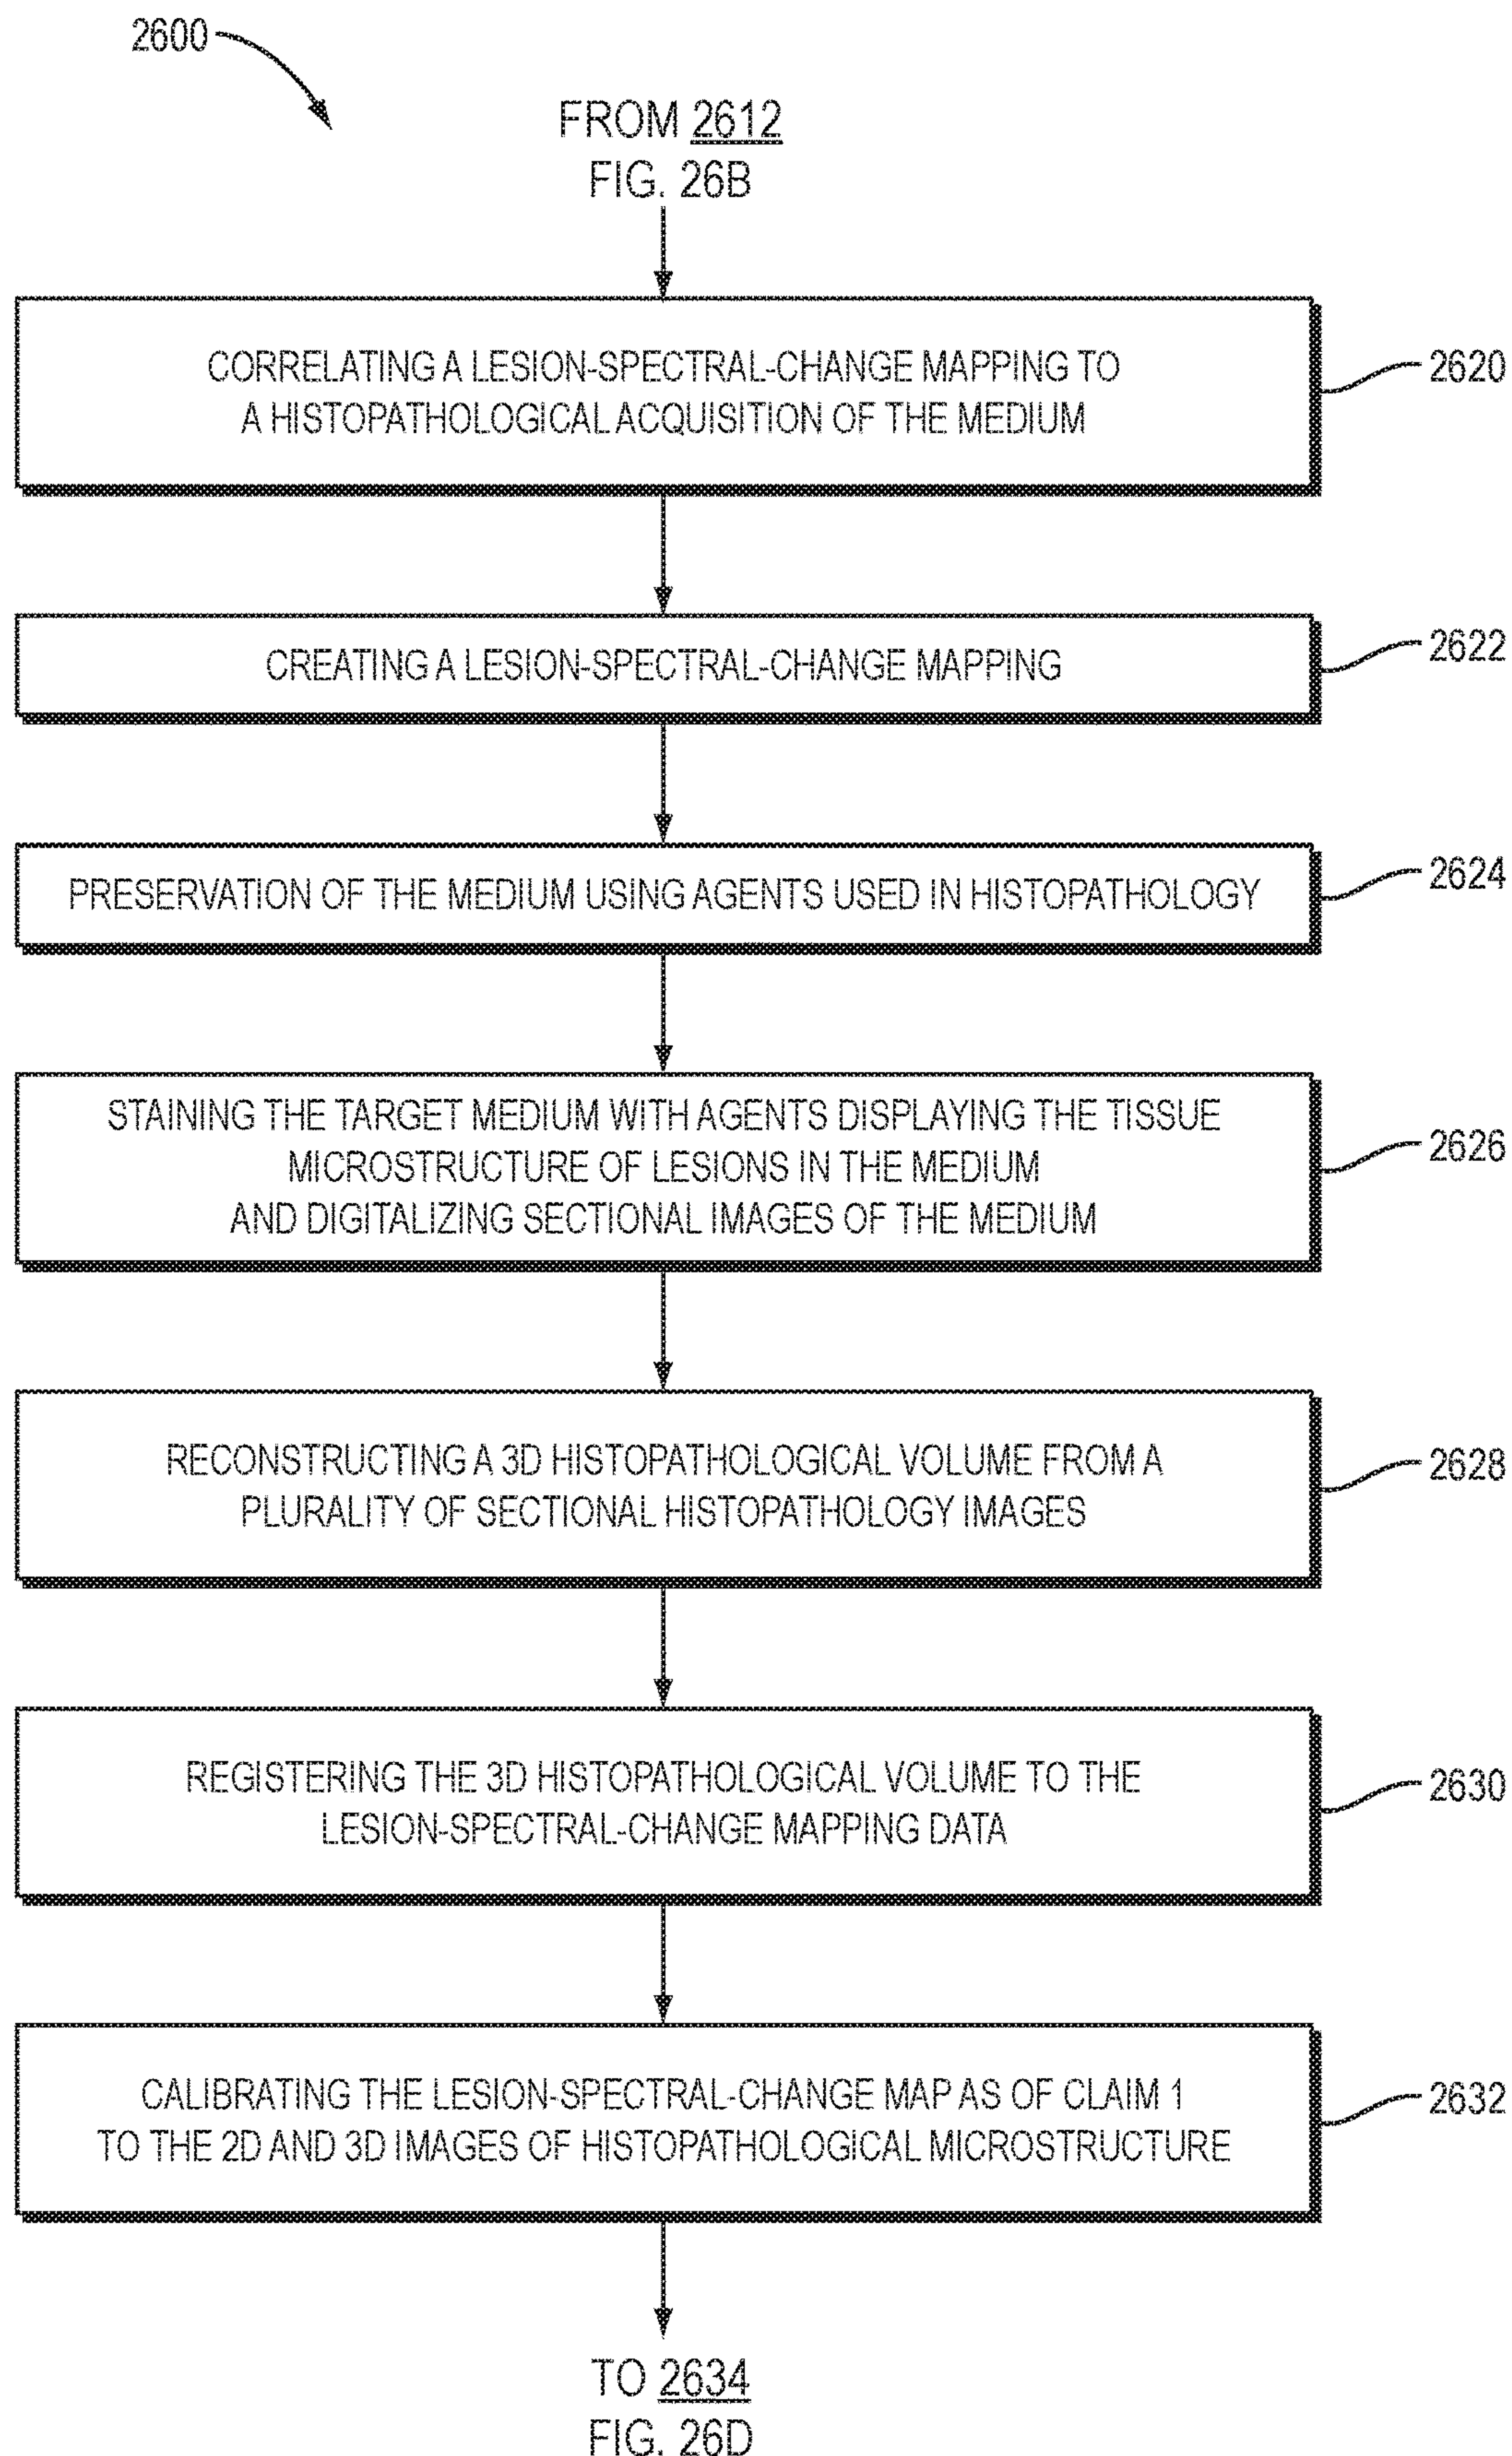 2600
FROM 2612
FIG. 26B
CORRELATING A LESION-SPECTRAL-CHANGE MAPPING TO
A HISTOPATHOLOGICAL ACQUISITION OF THE MEDIUM
2620
CREATING A LESION-SPECTRAL-CHANGE MAPPING
2622
PRESERVATION OF THE MEDIUM USING AGENTS USED IN HISTOPATHOLOGY
2624
STAINING THE TARGET MEDIUM WITH AGENTS DISPLAYING THE TISSUE
MICROSTRUCTURE OF LESIONS IN THE MEDIUM
AND DIGITALIZING SECTIONAL IMAGES OF THE MEDIUM
2626
RECONSTRUCTING A 3D HISTOPATHOLOGICAL VOLUME FROM A
PLURALITY OF SECTIONAL HISTOPATHOLOGY IMAGES
2628
REGISTERING THE 3D HISTOPATHOLOGICAL VOLUME TO THE
LESION-SPECTRAL-CHANGE MAPPING DATA
2630
CALIBRATING THE LESION-SPECTRAL-CHANGE MAP AS OF CLAIM 1
TO THE 2D AND 3D IMAGES OF HISTOPATHOLOGICAL MICROSTRUCTURE
2632
TO 2634
FIG. 26D